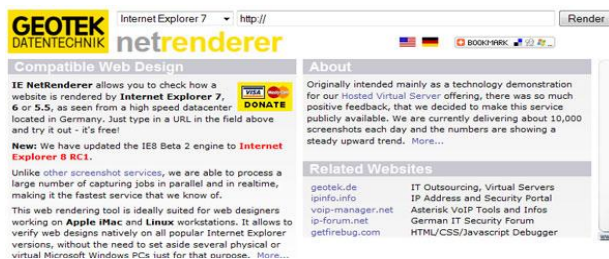 GEOTEK
DATENTECHNIK
netrenderer
Internet Explorer 7
http://
Render
BOOKMARK
Compatible Web Design
IE NetRenderer allows you to check how a
website is rendered by Internet Explorer 7,
6 or 5.5, as seen from a high speed datacenter
located in Germany. Just type in a URL in the field above
and try it out - it's free!
VISA
DONATE
New: We have updated the IE8 Beta 2 engine to Internet
Explorer 8 RC1.
Unlike other screenshot services, we are able to process a
large number of capturing jobs in parallel and in realtime,
making it the fastest service that we know of.
This web rendering tool is ideally suited for web designers
working on Apple iMac and Linux workstations. It allows to
verify web designs natively on all popular Internet Explorer
versions, without the need to set aside several physical or
virtual Microsoft Windows PCs just for that purpose. More...
About
Originally intended mainly as a technology demonstration
for our Hosted Virtual Server offering, there was so much
positive feedback, that we decided to make this service
publicly available. We are currently delivering about 10,000
screenshots each day and the numbers are showing a
steady upward trend. More...
Related Websites
geotek.de IT Outsourcing, Virtual Servers
ipinfo.info IP Address and Security Portal
voip-manager.net Asterisk VoIP Tools and Infos
ip-forum.net German IT Security Forum
getfirebug.com HTML/CSS/Javascript Debugger